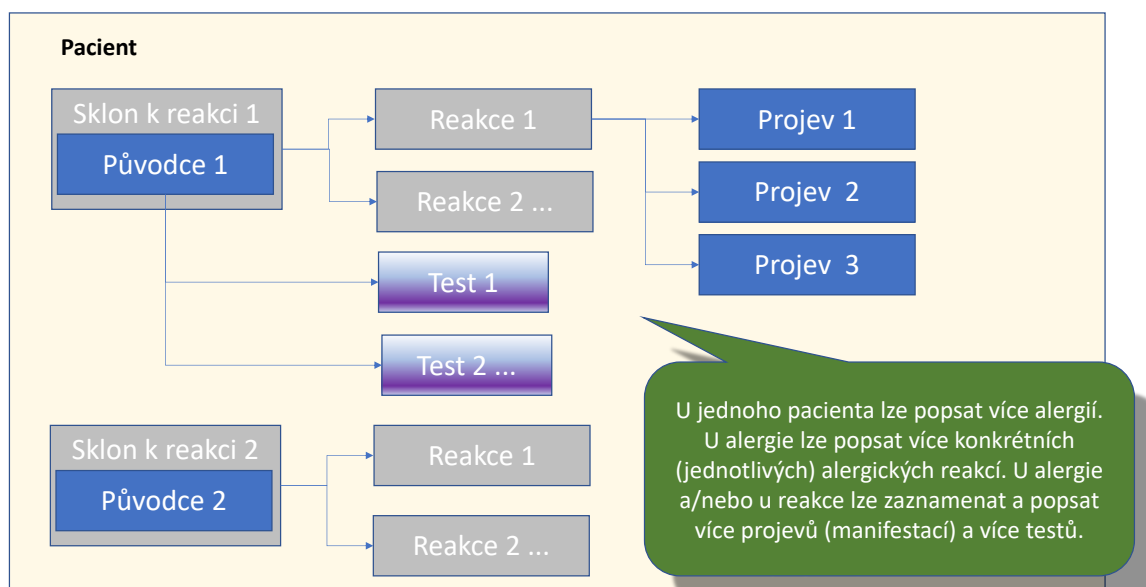 Pacient
Sklon k reakci 1
Původce 1
Reakce 1
Reakce 2 ...
Projev 1
Projev  2
Projev  3
Test 1
Test 2 ...
Sklon k reakci 2
Původce 2
Reakce 1
Reakce 2 ...
U jednoho pacienta lze popsat více alergií.
U alergie lze popsat více konkrétních
(jednotlivých) alergických reakcí. U alergie
a/nebo u reakce lze zaznamenat a popsat
více projevů (manifestací) a více testů.